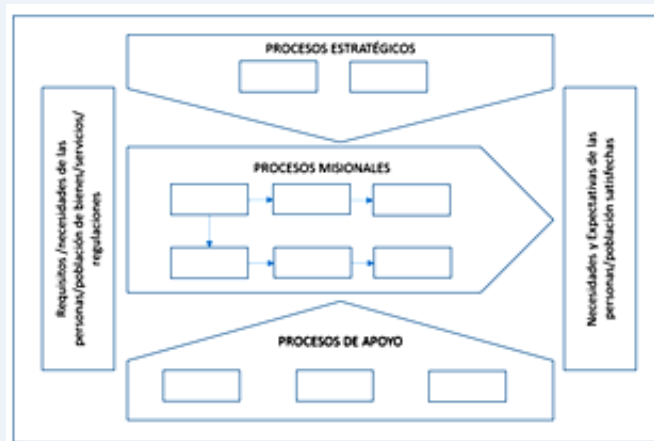 PROCESOS ESTRATÉGICOS
Requisitos /necesidades de las
personas/población de bienes/servicios/
regulaciones
PROCESOS MISIONALES
Necesidades y Expectativas de las
personas/población satisfechas
PROCESOS DE APOYO